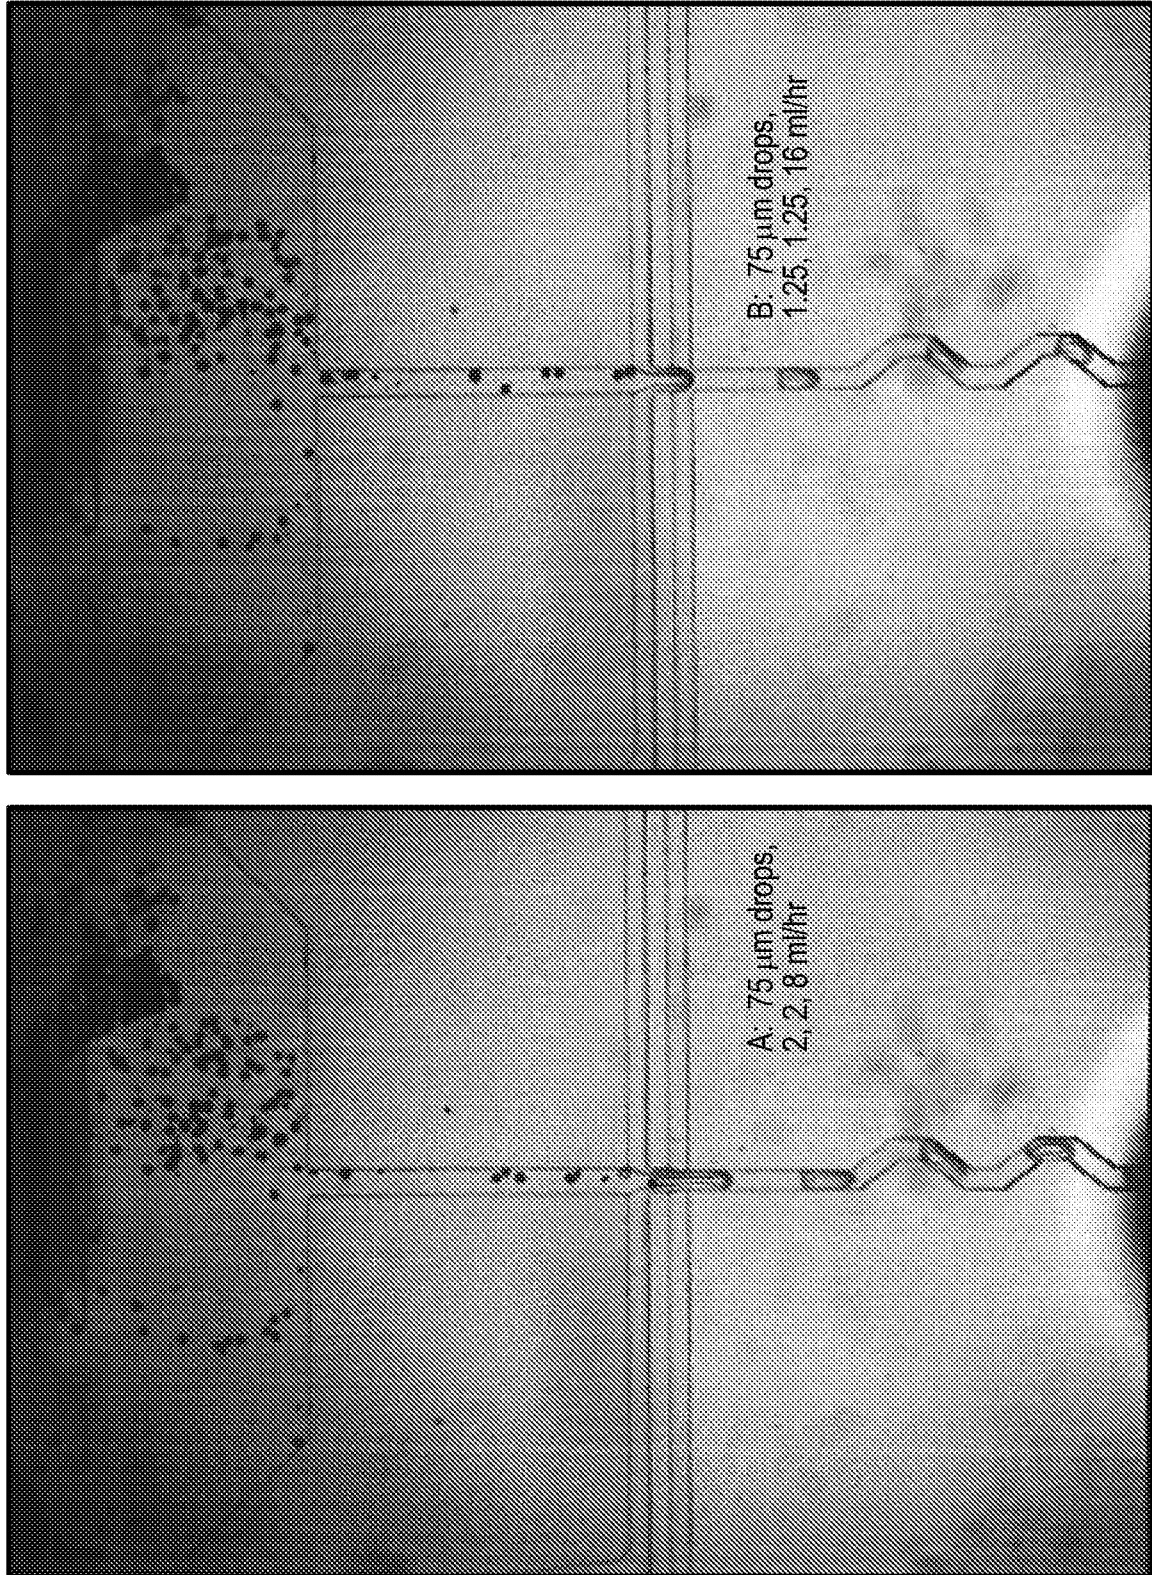 A: 75 μm drops,
2, 2, 8 ml/hr
B: 75 μm drops,
1.25, 1.25, 16 ml/hr